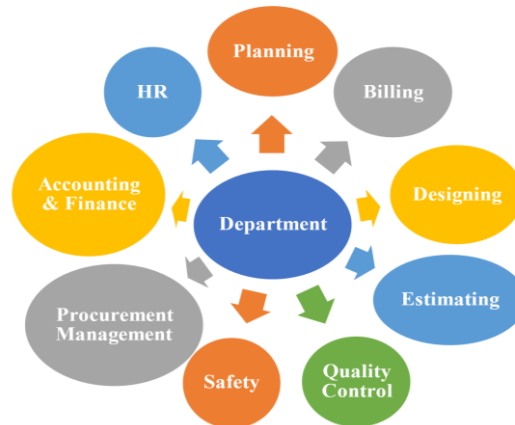 Planning
HR
Billing
Accounting
& Finance
Department
Designing
Procurement
Management
Estimating
Safety
Quality
Control